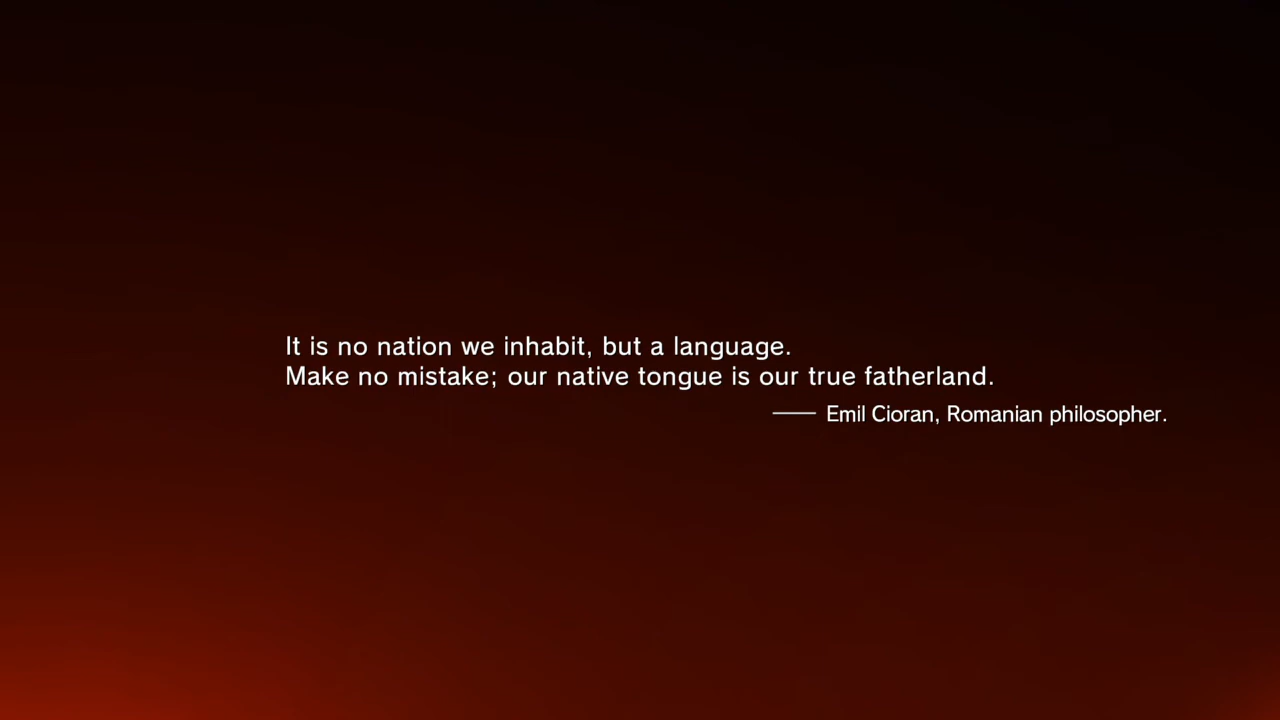 It is no nation we inhabit, but a language.
Make no mistake; our native tongue is our true fatherland.
—— Emil Cioran, Romanian philosopher.